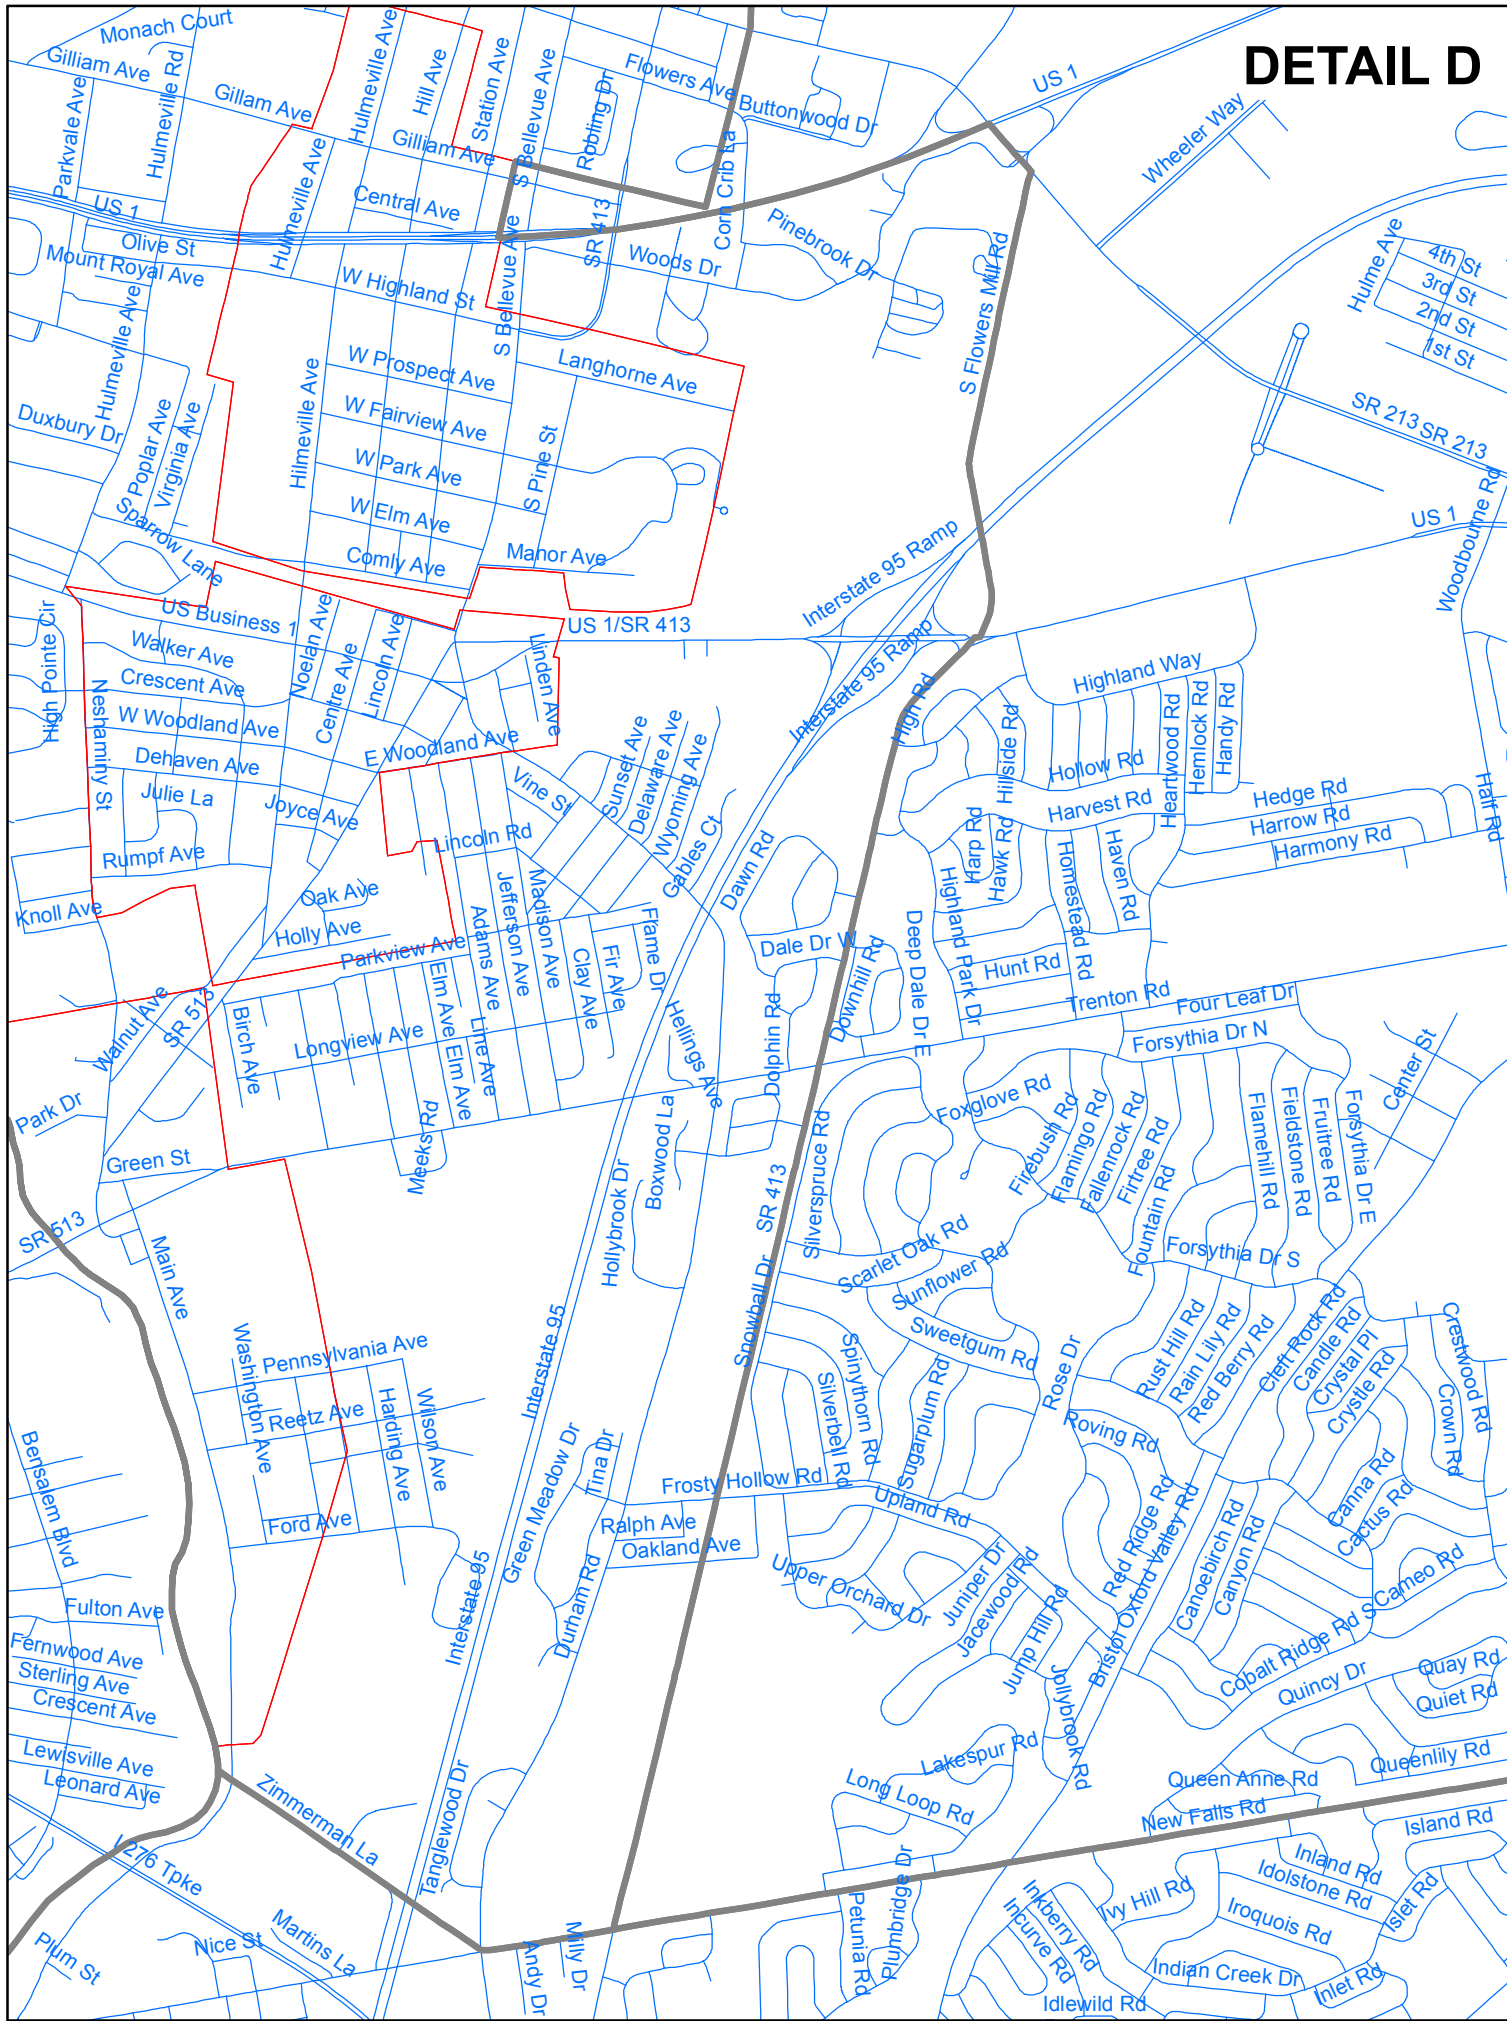 DETAIL D
Monach Court
Gilliam Ave
Hulmeville Rd
Parkvale Ave
Gillam Ave
Hulmeville Ave
Hill Ave
Station Ave
S Bellevue Ave
Robling Dr
Flowers Ave
Buttonwood Dr
US 1
Wheeler Way
Gilliam Ave
Central Ave
Hulmeville Ave
US 1
Olive St
Mount Royal Ave
W Highland St
S Bellevue Ave
SR 413
Woods Dr
Corn Crib La
Pinebrook Dr
S Flowers Mill Rd
Hulme Ave
4th St
3rd St
2nd St
1st St
Hulmeville Ave
W Prospect Ave
Langhorne Ave
W Fairview Ave
W Park Ave
W Elm Ave
Comly Ave
Manor Ave
S Pine St
Hilmeville Ave
Duxbury Dr
S Poplar Ave
Virginia Ave
Sparrow Lane
SR 213
SR 213
Woodbourne Rd
US 1
Interstate 95 Ramp
Interstate 95 Ramp
US Business 1
US 1/SR 413
High Pointe Cir
Walker Ave
Crescent Ave
W Woodland Ave
Dehaven Ave
Neshaminy St
Noelan Ave
Centre Ave
Lincoln Ave
Linden Ave
E Woodland Ave
Julie La
Joyce Ave
Rumpf Ave
Vine St
Sunset Ave
Delaware Ave
Wyoming Ave
Gables Ct
Lincoln Rd
Knoll Ave
Oak Ave
Holly Ave
Parkview Ave
Adams Ave
Jefferson Ave
Madison Ave
Clay Ave
Fir Ave
Frame Dr
High Rd
Highland Way
Hillside Rd
Hollow Rd
Heartwood Rd
Hemlock Rd
Handy Rd
Harvest Rd
Hedge Rd
Harrow Rd
Harmony Rd
Half Rd
Harp Rd
Hawk Rd
Homestead Rd
Haven Rd
Highland Park Dr
Hunt Rd
Dawn Rd
Dale Dr W
Downhill Rd
Deep Dale Dr E
Dolphin Rd
Trenton Rd
Four Leaf Dr
Forsythia Dr N
Center St
Walnut Ave
SR 513
Birch Ave
Longview Ave
Elm Ave
Elm Ave
Line Ave
Meeks Rd
Hellings Ave
Boxwood La
Hollybrook Dr
Park Dr
Green St
SR 513
Main Ave
Silverspruce Rd
SR 413
Snowball Dr
Foxglove Rd
Firebush Rd
Flamingo Rd
Fallenrock Rd
Firtree Rd
Fountain Rd
Flamehill Rd
Fieldstone Rd
Fruitree Rd
Forsythia Dr E
Forsythia Dr S
Scarlet Oak Rd
Sunflower Rd
Sweetgum Rd
Spinythorn Rd
Silverbell Rd
Sugarplum Rd
Rose Dr
Rust Hill Rd
Rain Lily Rd
Red Berry Rd
Cleft Rock Rd
Candle Rd
Crystal Pl
Crystle Rd
Crestwood Rd
Crown Rd
Roving Rd
Red Ridge Rd
Bristol Oxford Valley Rd
Canoebirch Rd
Canyon Rd
Canna Rd
Cactus Rd
Cameo Rd
Cobalt Ridge Rd S
Washington Ave
Pennsylvania Ave
Reetz Ave
Harding Ave
Wilson Ave
Ford Ave
Interstate 95
Interstate 95
Green Meadow Dr
Tina Dr
Frosty Hollow Rd
Ralph Ave
Oakland Ave
Durham Rd
Upland Rd
Upper Orchard Dr
Juniper Dr
Jacewood Rd
Jump Hill Rd
Jollybrook Rd
Bensalem Blvd
Fulton Ave
Fernwood Ave
Sterling Ave
Crescent Ave
Lewisville Ave
Leonard Ave
Quincy Dr
Quay Rd
Quiet Rd
Queenlily Rd
Queen Anne Rd
New Falls Rd
Lakespur Rd
Long Loop Rd
Zimmerman La
Tanglewood Dr
I-276 Tpke
Plum St
Nice St
Martins La
Andy Dr
Milly Dr
Petunia Rd
Plumbridge Dr
Inkberry Rd
Incurve Rd
Ivy Hill Rd
Inland Rd
Idolstone Rd
Iroquois Rd
Island Rd
Islet Rd
Indian Creek Dr
Inlet Rd
Idlewild Rd